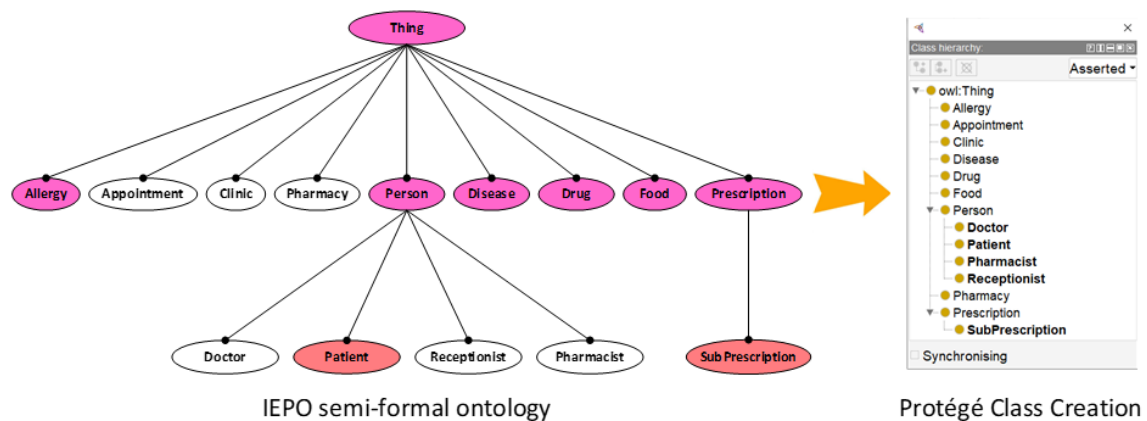 Thing
Allergy Appointment Clinic Pharmacy Person Disease Drug Food Prescription
Doctor Patient Receptionist Pharmacist SubPrescription
IEPO semi-formal ontology
Class hierarchy:
Asserted
owl:Thing
Allergy
Appointment
Clinic
Disease
Drug
Food
Person
Doctor
Patient
Pharmacist
Receptionist
Pharmacy
Prescription
SubPrescription
Synchronising
Protégé Class Creation